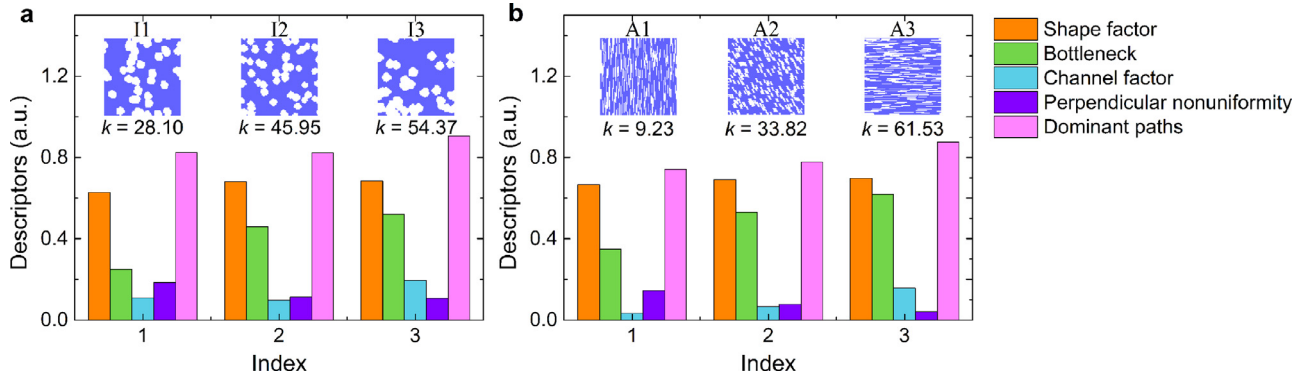 a
I1 I2 I3
k = 28.10 k = 45.95 k = 54.37
Descriptors (a.u.)
1.2
0.8
0.4
0.0
1 2 3
Index
b
A1 A2 A3
k = 9.23 k = 33.82 k = 61.53
Descriptors (a.u.)
1.2
0.8
0.4
0.0
1 2 3
Index
Shape factor
Bottleneck
Channel factor
Perpendicular nonuniformity
Dominant paths